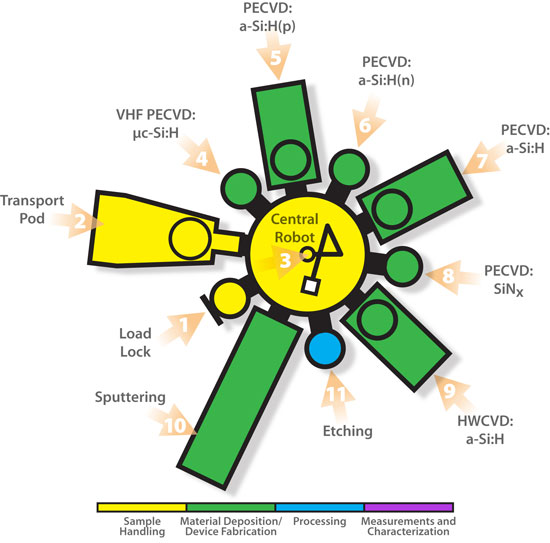 PECVD:
a-Si:H(p)
5
PECVD:
a-Si:H(n)
6
VHF PECVD:
µc-Si:H
4
PECVD:
a-Si:H
7
Transport
Pod
2
Central
Robot
3
8
PECVD:
SiNx
1
Load
Lock
Sputtering
10
11
Etching
9
HWCVD:
a-Si:H
Sample
Handling
Material Deposition/
Device Fabrication
Processing
Measurements and
Characterization